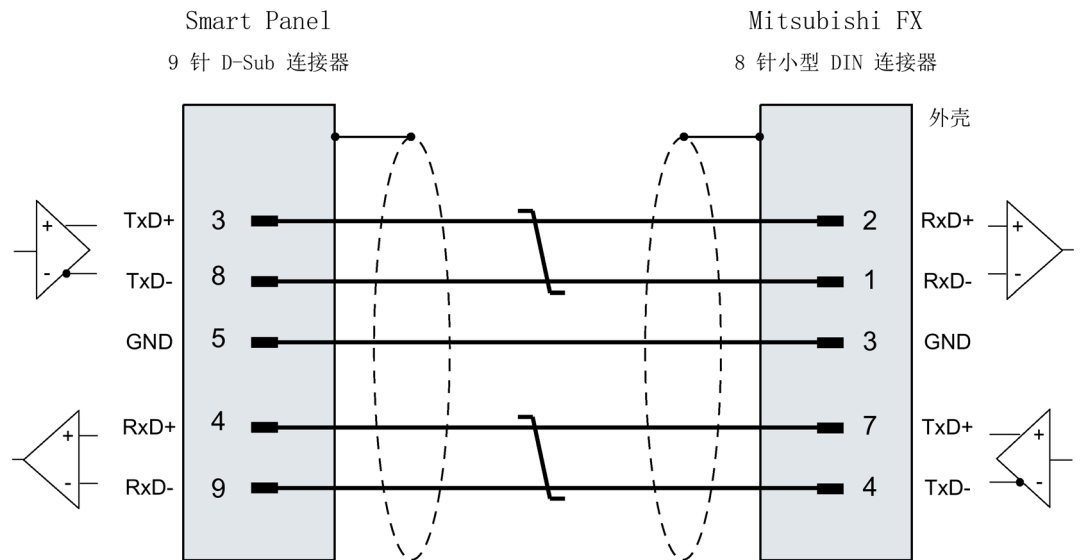 Smart Panel
Mitsubishi FX
9 针 D-Sub 连接器
8 针小型 DIN 连接器
外壳
TxD+ 3 2 RxD+
+ +
TxD- 8 1 RxD-
- -
GND 5 3 GND
RxD+ 4 7 TxD+
+ +
RxD- 9 4 TxD-
- -